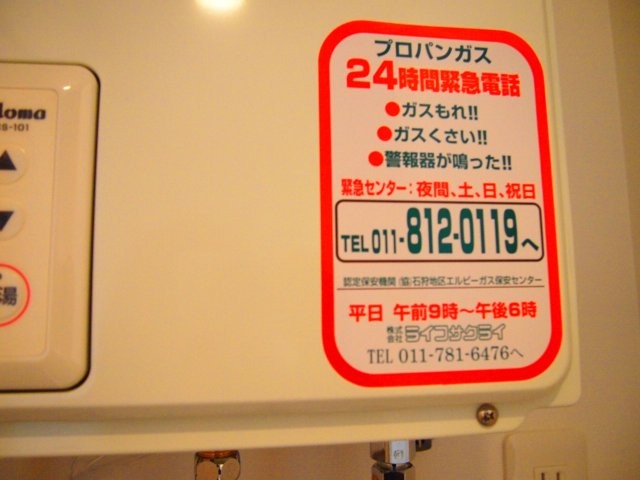 プロパンガス
24時間緊急電話
●ガスもれ!!
●ガスくさい!!
●警報器が鳴った!!
緊急センター:夜間、土、日、祝日
TEL 011-812-0119へ
認定保安機関 (協)石狩地区エルピーガス保安センター
平日 午前9時〜午後6時
株式会社 ライフサクライ
TEL 011-781-6476へ
loma
S-101
湯